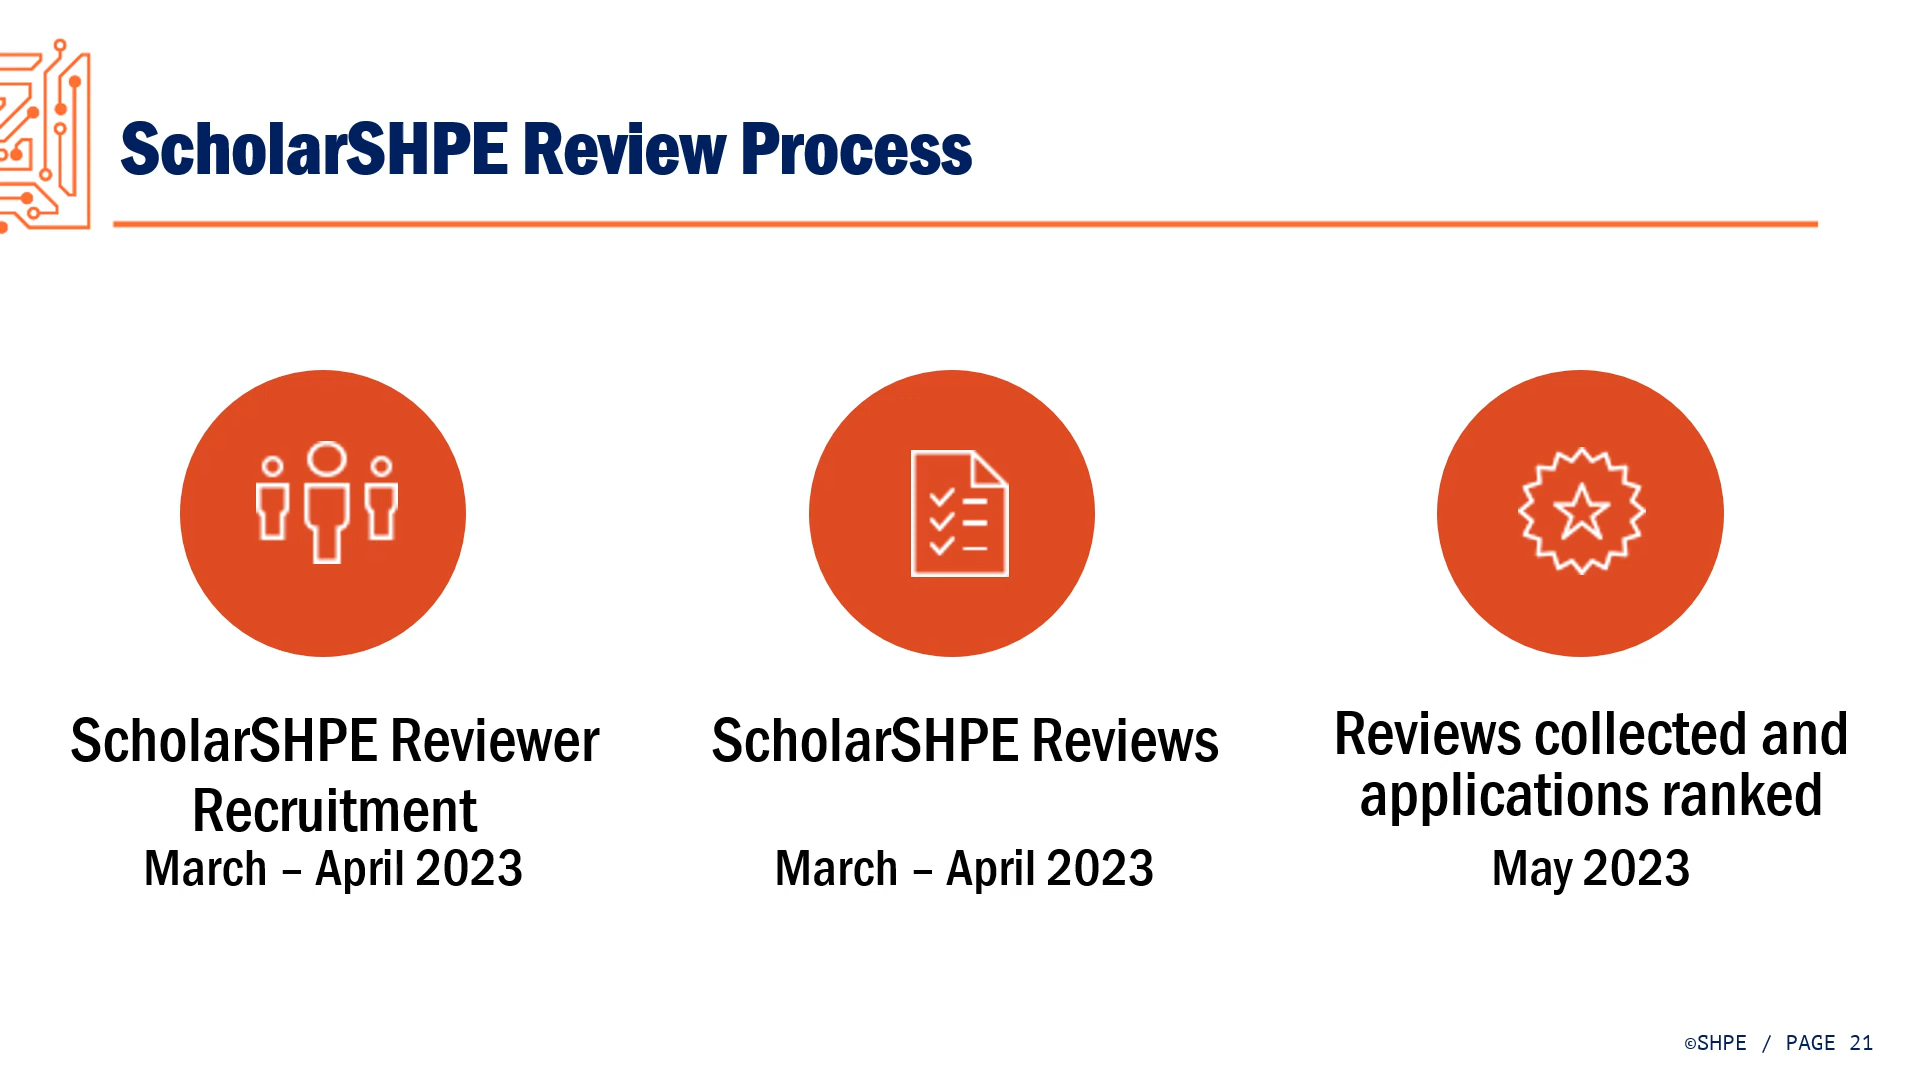 ScholarSHPE Review Process
ScholarSHPE Reviewer
Recruitment
March – April 2023
ScholarSHPE Reviews
March – April 2023
Reviews collected and
applications ranked
May 2023
©SHPE / PAGE 21